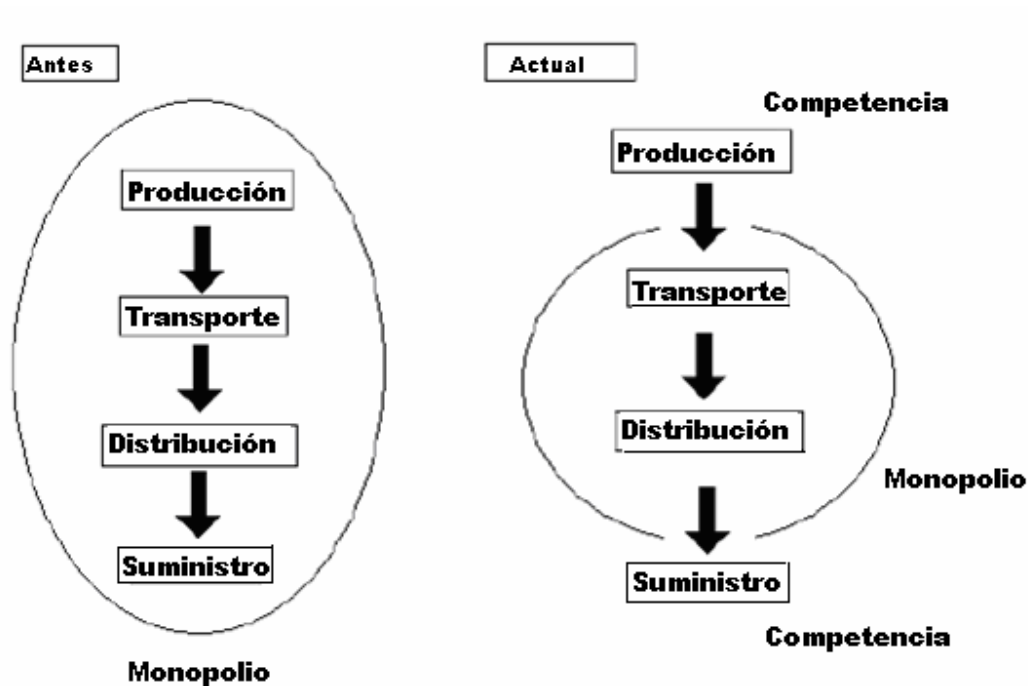 Antes
Producción
Transporte
Distribución
Suministro
Monopolio
Actual
Competencia
Producción
Transporte
Distribución
Monopolio
Suministro
Competencia